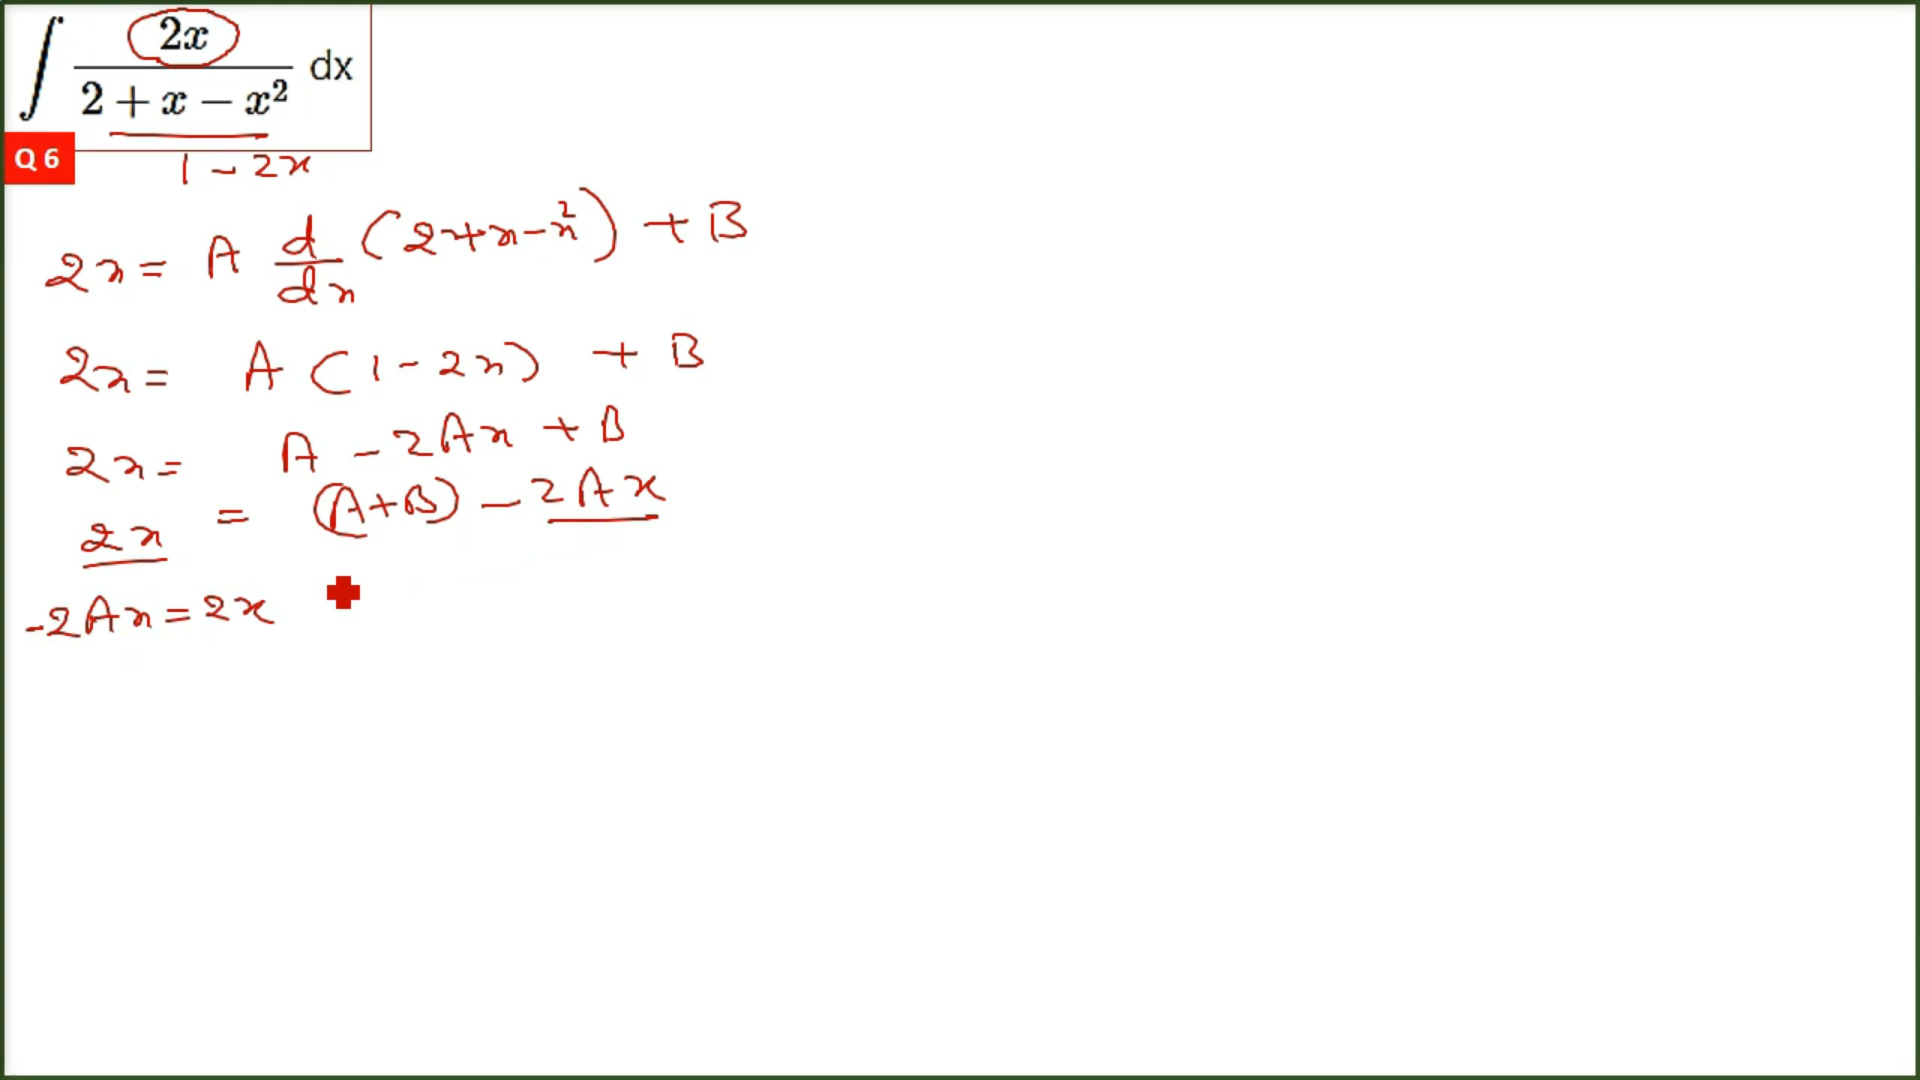 ∫ 2x / (2 + x − x²) dx
Q 6
1 - 2x
2x = A d/dx (2+x-x²) + B
2x = A (1-2x) + B
2x = A - 2Ax + B
2x = (A+B) - 2Ax
-2Ax = 2x